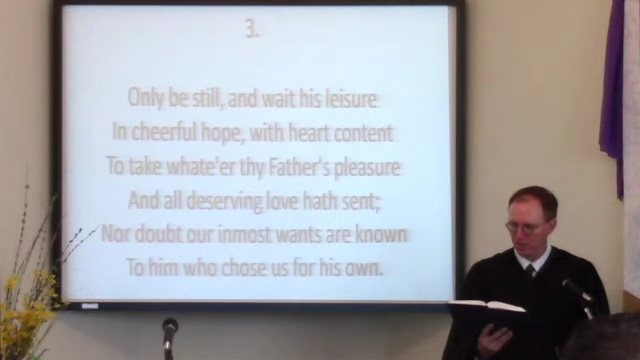 3.
Only be still, and wait his leisure
In cheerful hope, with heart content
To take whate'er thy Father's pleasure
And all deserving love hath sent;
Nor doubt our inmost wants are known
To him who chose us for his own.